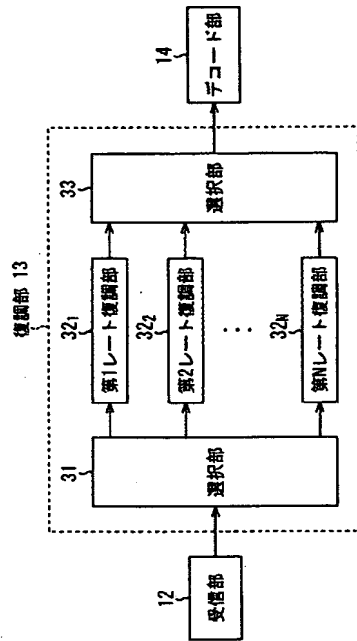 復調部 13
12
受信部
31
選択部
32₁
第1レート復調部
32₂
第2レート復調部
32N
第Nレート復調部
33
選択部
14
デコード部